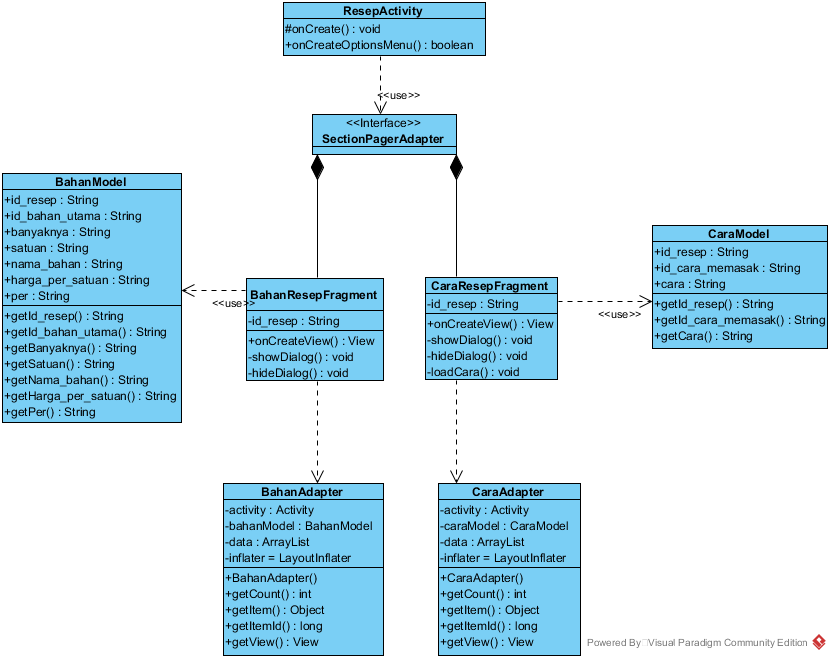 ResepActivity
#onCreate() : void
+onCreateOptionsMenu() : boolean
<<use>>
<<Interface>>
SectionPagerAdapter
BahanModel
+id_resep : String
+id_bahan_utama : String
+banyaknya : String
+satuan : String
+nama_bahan : String
+harga_per_satuan : String
+per : String
+getId_resep() : String
+getId_bahan_utama() : String
+getBanyaknya() : String
+getSatuan() : String
+getNama_bahan() : String
+getHarga_per_satuan() : String
+getPer() : String
<<use>>
BahanResepFragment
-id_resep : String
+onCreateView() : View
-showDialog() : void
-hideDialog() : void
CaraResepFragment
-id_resep : String
+onCreateView() : View
-showDialog() : void
-hideDialog() : void
-loadCara() : void
<<use>>
CaraModel
+id_resep : String
+id_cara_memasak : String
+cara : String
+getId_resep() : String
+getId_cara_memasak() : String
+getCara() : String
BahanAdapter
-activity : Activity
-bahanModel : BahanModel
-data : ArrayList
-inflater = LayoutInflater
+BahanAdapter()
+getCount() : int
+getItem() : Object
+getItemId() : long
+getView() : View
CaraAdapter
-activity : Activity
-caraModel : CaraModel
-data : ArrayList
-inflater = LayoutInflater
+CaraAdapter()
+getCount() : int
+getItem() : Object
+getItemId() : long
+getView() : View
Powered By Visual Paradigm Community Edition